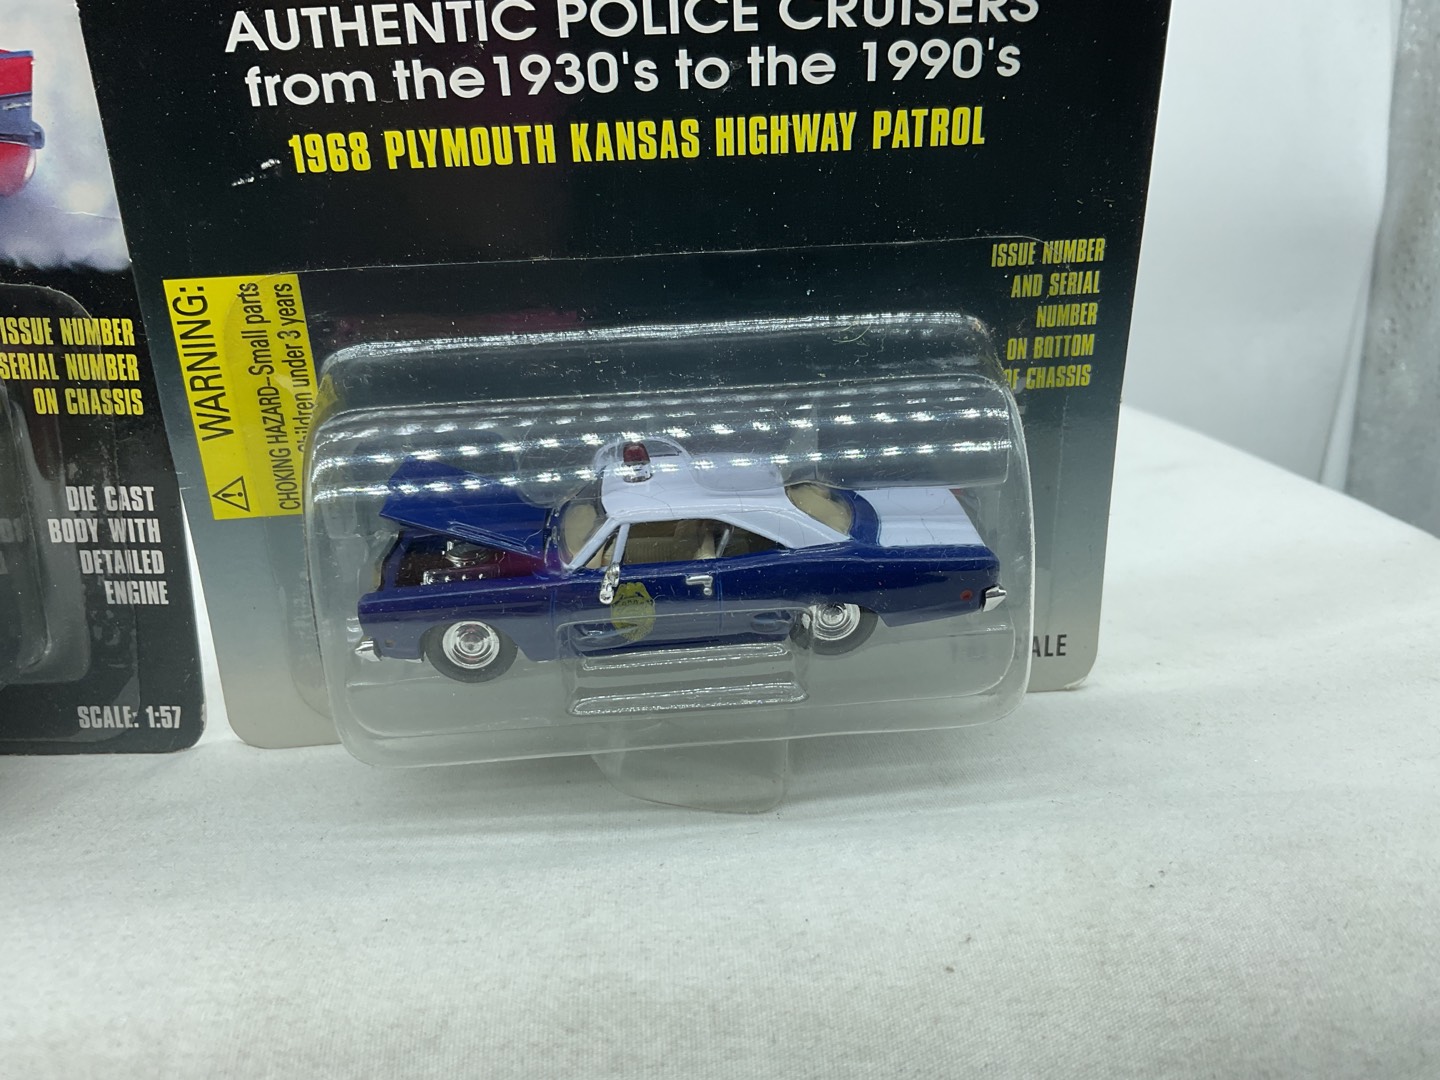 AUTHENTIC POLICE CRUISERS
from the 1930's to the 1990's
1968 PLYMOUTH KANSAS HIGHWAY PATROL
ISSUE NUMBER
AND SERIAL
NUMBER
ON BOTTOM
OF CHASSIS
WARNING:
CHOKING HAZARD-Small parts
Children under 3 years
ISSUE NUMBER
SERIAL NUMBER
ON CHASSIS
DIE CAST
BODY WITH
DETAILED
ENGINE
SCALE: 1:57